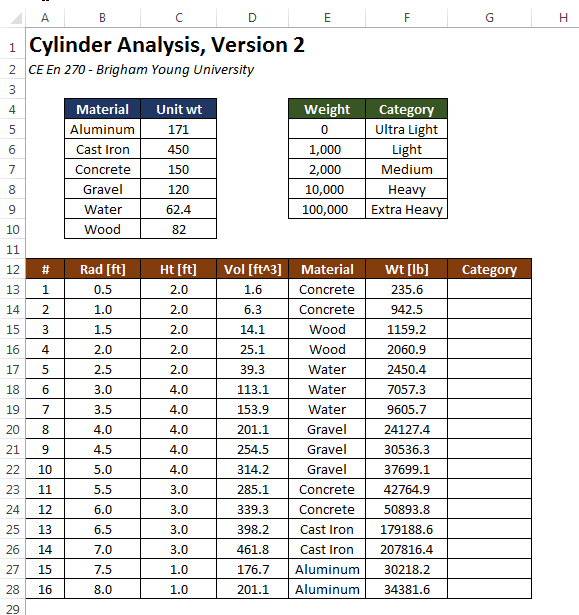 A B C D E F G H
1 Cylinder Analysis, Version 2
2 CE En 270 - Brigham Young University
3
4 Material Unit wt Weight Category
5 Aluminum 171 0 Ultra Light
6 Cast Iron 450 1,000 Light
7 Concrete 150 2,000 Medium
8 Gravel 120 10,000 Heavy
9 Water 62.4 100,000 Extra Heavy
10 Wood 82
11
12 # Rad [ft] Ht [ft] Vol [ft^3] Material Wt [lb] Category
13 1 0.5 2.0 1.6 Concrete 235.6
14 2 1.0 2.0 6.3 Concrete 942.5
15 3 1.5 2.0 14.1 Wood 1159.2
16 4 2.0 2.0 25.1 Wood 2060.9
17 5 2.5 2.0 39.3 Water 2450.4
18 6 3.0 4.0 113.1 Water 7057.3
19 7 3.5 4.0 153.9 Water 9605.7
20 8 4.0 4.0 201.1 Gravel 24127.4
21 9 4.5 4.0 254.5 Gravel 30536.3
22 10 5.0 4.0 314.2 Gravel 37699.1
23 11 5.5 3.0 285.1 Concrete 42764.9
24 12 6.0 3.0 339.3 Concrete 50893.8
25 13 6.5 3.0 398.2 Cast Iron 179188.6
26 14 7.0 3.0 461.8 Cast Iron 207816.4
27 15 7.5 1.0 176.7 Aluminum 30218.2
28 16 8.0 1.0 201.1 Aluminum 34381.6
29